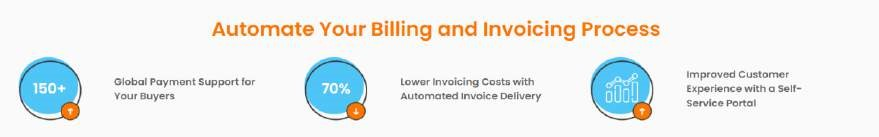 Automate Your Billing and Invoicing Process
150+
Global Payment Support for
Your Buyers
70%
Lower Invoicing Costs with
Automated Invoice Delivery
Improved Customer
Experience with a Self-
Service Portal